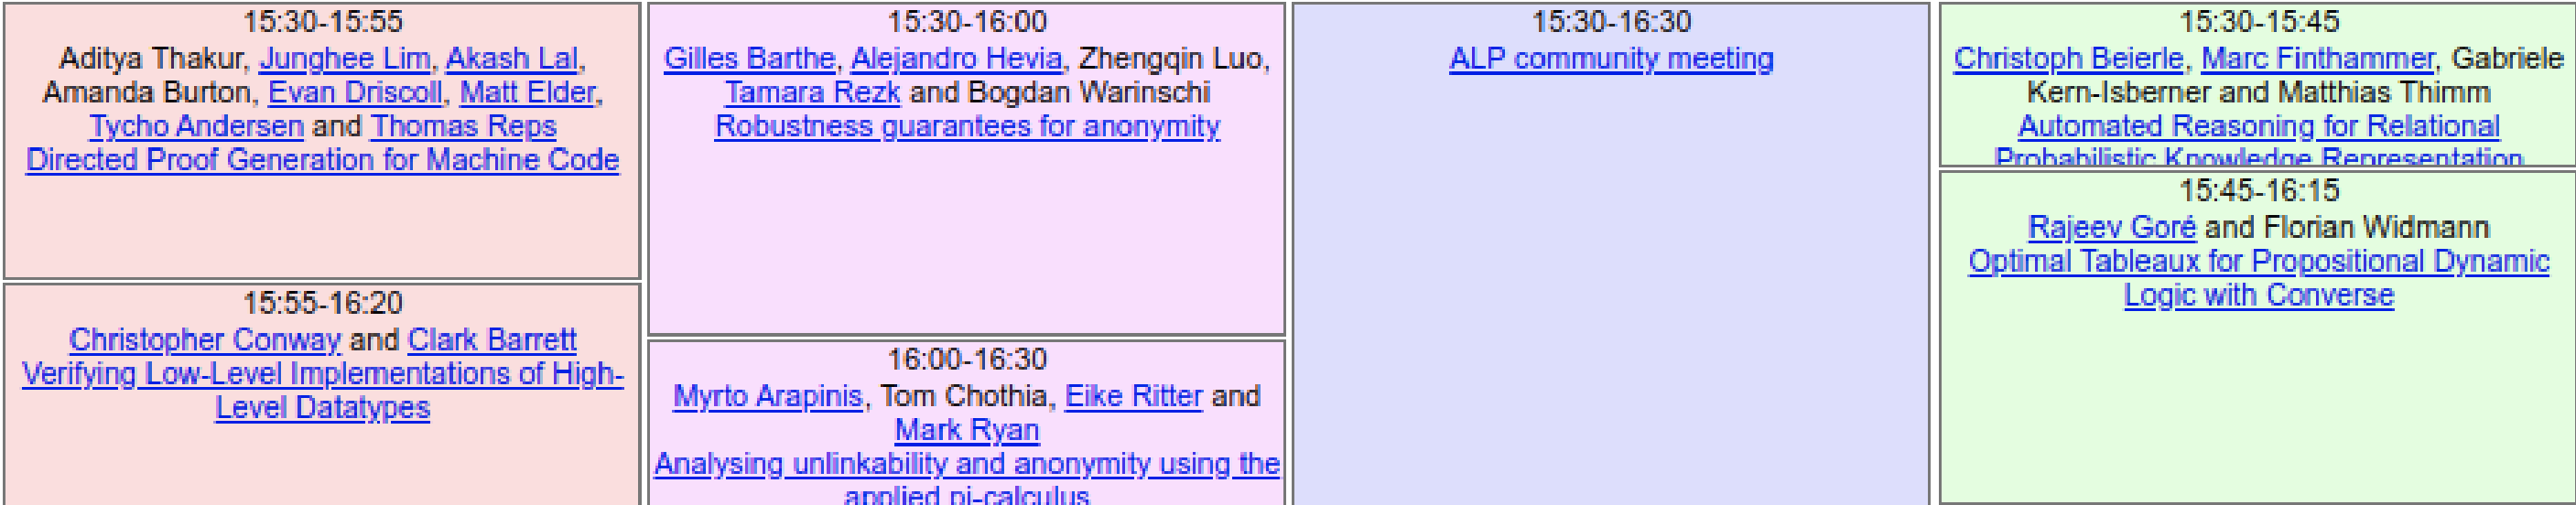 15:30-15:55
Aditya Thakur, Junghee Lim, Akash Lal,
Amanda Burton, Evan Driscoll, Matt Elder,
Tycho Andersen and Thomas Reps
Directed Proof Generation for Machine Code
15:55-16:20
Christopher Conway and Clark Barrett
Verifying Low-Level Implementations of High-
Level Datatypes
15:30-16:00
Gilles Barthe, Alejandro Hevia, Zhengqin Luo,
Tamara Rezk and Bogdan Warinschi
Robustness guarantees for anonymity
16:00-16:30
Myrto Arapinis, Tom Chothia, Eike Ritter and
Mark Ryan
Analysing unlinkability and anonymity using the
applied pi-calculus
15:30-16:30
ALP community meeting
15:30-15:45
Christoph Beierle, Marc Finthammer, Gabriele
Kern-Isberner and Matthias Thimm
Automated Reasoning for Relational
Probabilistic Knowledge Representation
15:45-16:15
Rajeev Goré and Florian Widmann
Optimal Tableaux for Propositional Dynamic
Logic with Converse